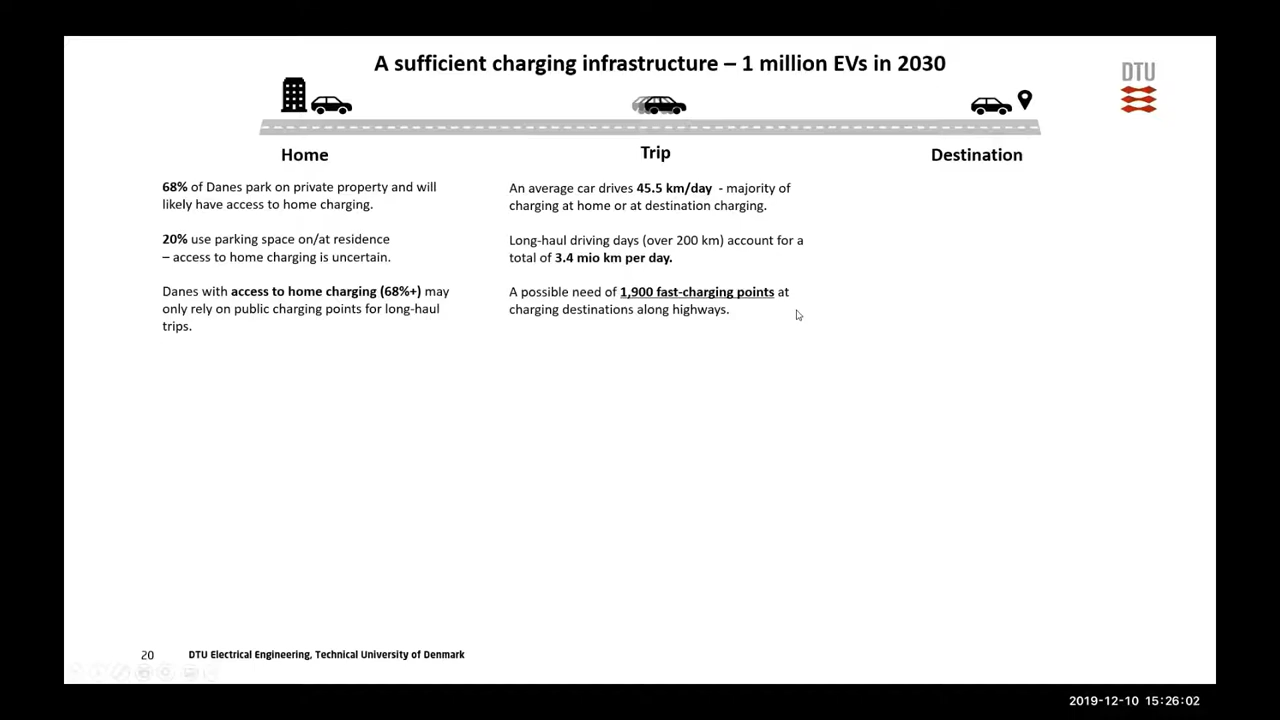 A sufficient charging infrastructure – 1 million EVs in 2030
DTU
Home
68% of Danes park on private property and will
likely have access to home charging.
20% use parking space on/at residence
– access to home charging is uncertain.
Danes with access to home charging (68%+) may
only rely on public charging points for long-haul
trips.
Trip
An average car drives 45.5 km/day - majority of
charging at home or at destination charging.
Long-haul driving days (over 200 km) account for a
total of 3.4 mio km per day.
A possible need of 1,900 fast-charging points at
charging destinations along highways.
Destination
20
DTU Electrical Engineering, Technical University of Denmark
2019-12-10 15:26:02